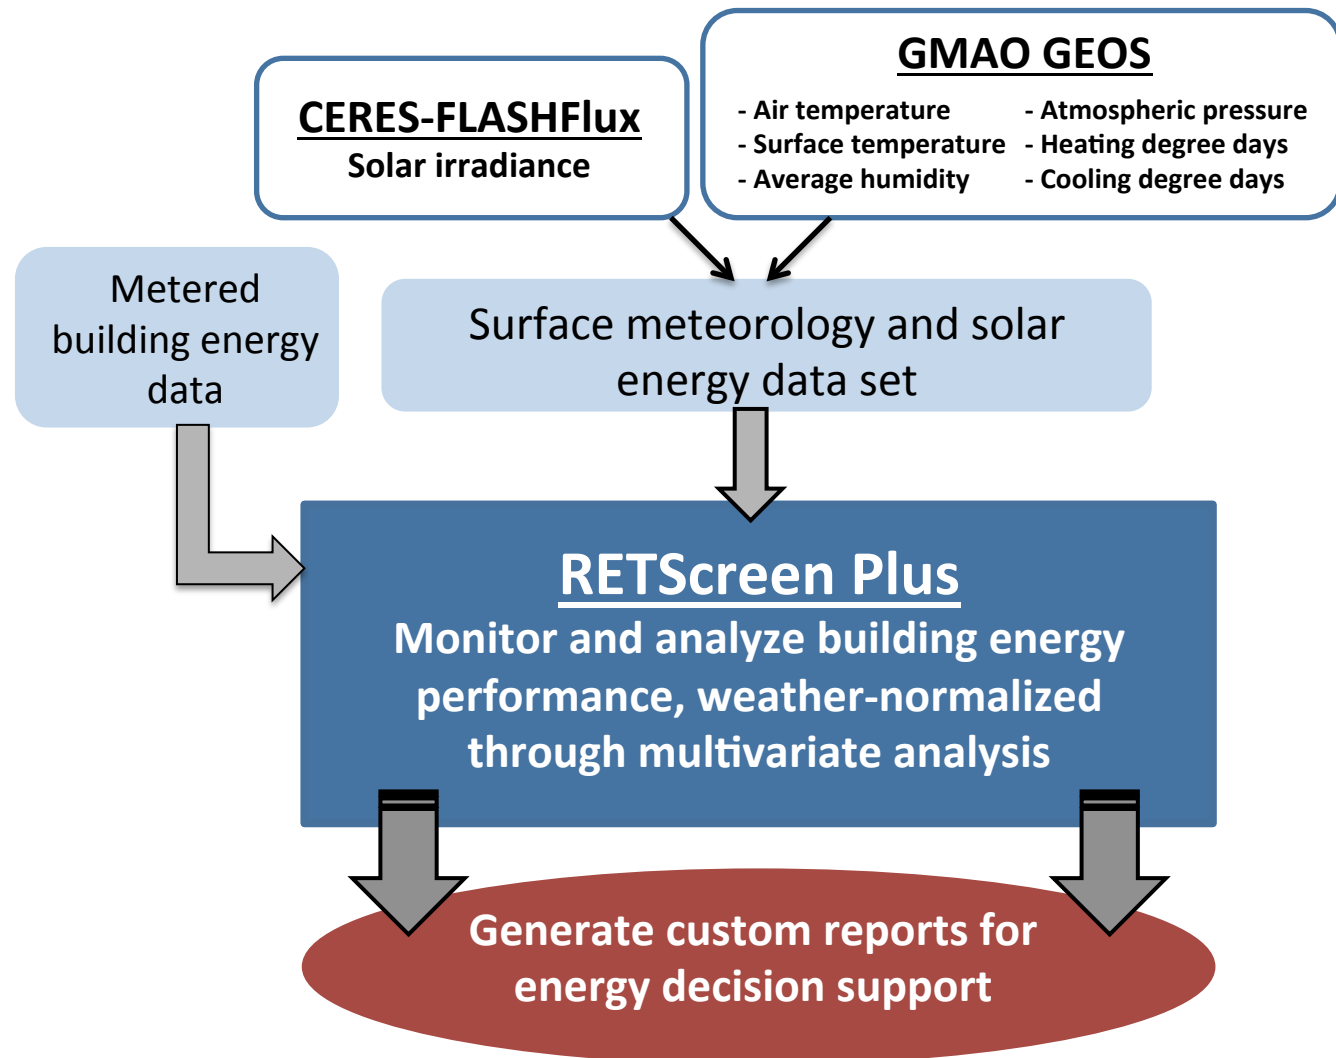 CERES-FLASHFlux
Solar irradiance
GMAO GEOS
- Air temperature
- Surface temperature
- Average humidity
- Atmospheric pressure
- Heating degree days
- Cooling degree days
Metered
building energy
data
Surface meteorology and solar
energy data set
RETScreen Plus
Monitor and analyze building energy
performance, weather-normalized
through multivariate analysis
Generate custom reports for
energy decision support